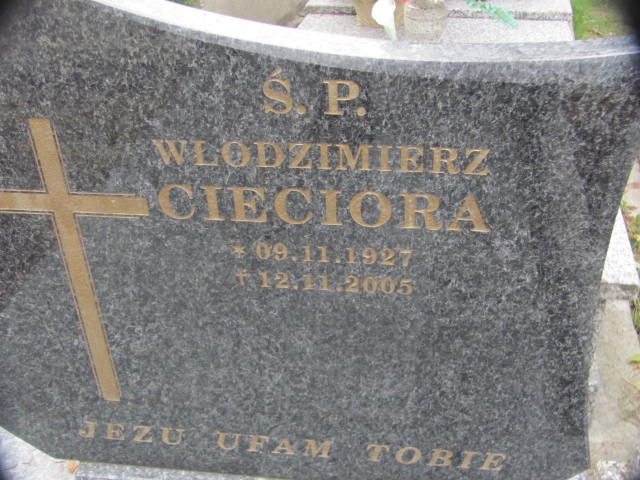 Ś. P.
WŁODZIMIERZ
CIECIORA
* 09.11.1927
† 12.11.2005
JEZU UFAM TOBIE